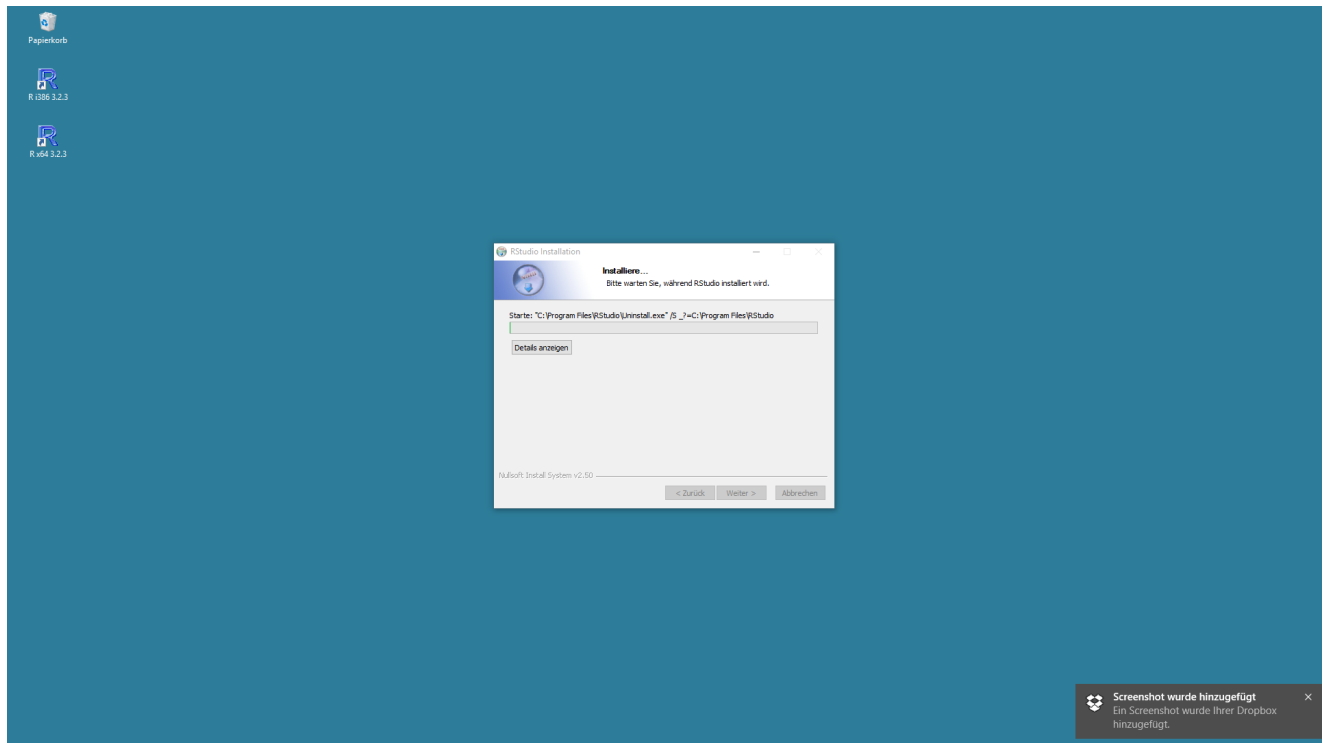 Papierkorb
R i386 3.2.3
R x64 3.2.3
RStudio Installation
Installiere...
Bitte warten Sie, während RStudio installiert wird.
Starte: "C:\Program Files\RStudio\Uninstall.exe" /S _?=C:\Program Files\RStudio
Details anzeigen
Nullsoft Install System v2.50
< Zurück Weiter > Abbrechen
Screenshot wurde hinzugefügt
Ein Screenshot wurde Ihrer Dropbox
hinzugefügt.